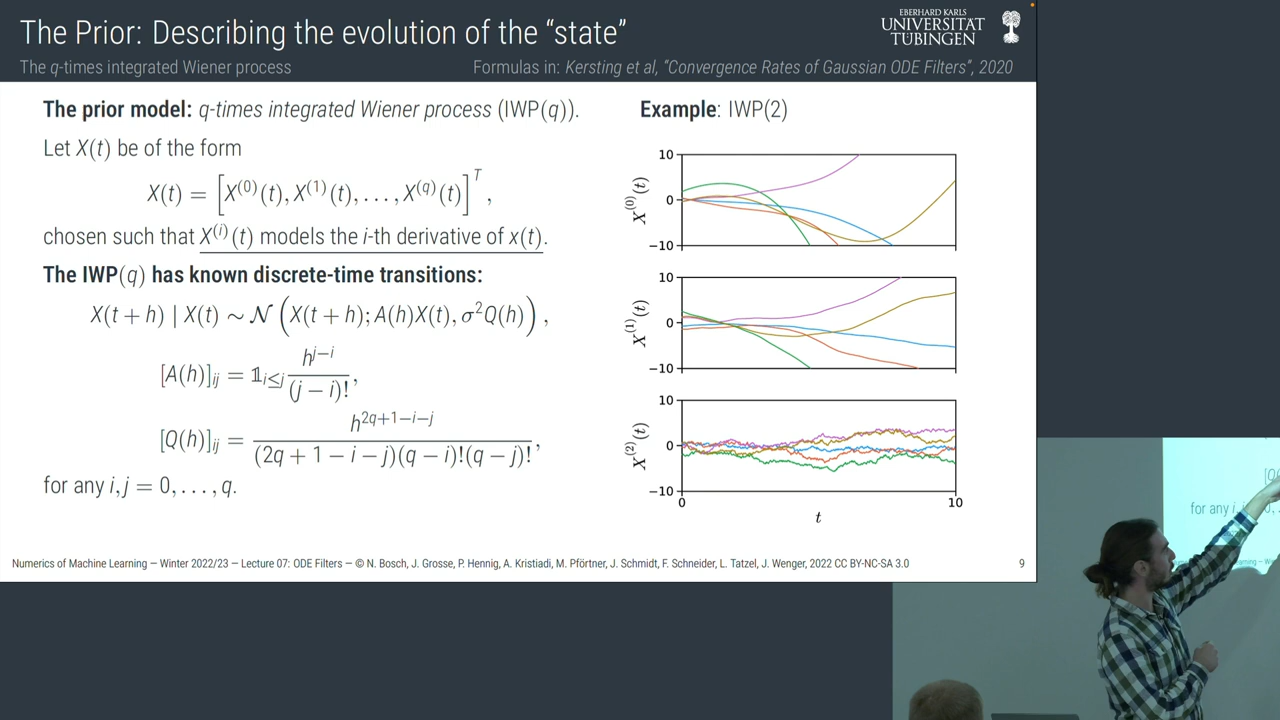 The Prior: Describing the evolution of the “state”
EBERHARD KARLS
UNIVERSITÄT
TÜBINGEN
The q-times integrated Wiener process
Formulas in: Kersting et al, “Convergence Rates of Gaussian ODE Filters”, 2020
The prior model: q-times integrated Wiener process (IWP(q)).
Let X(t) be of the form
X(t) = [X^(0)(t), X^(1)(t), . . . , X^(q)(t)]^T,
chosen such that X^(i)(t) models the i-th derivative of x(t).
The IWP(q) has known discrete-time transitions:
X(t + h) | X(t) ∼ 𝒩 (X(t + h); A(h)X(t), σ²Q(h)),
[A(h)]_ij = 𝟙_i≤j h^(j−i) / (j − i)!,
[Q(h)]_ij = h^(2q+1−i−j) / (2q + 1 − i − j)(q − i)!(q − j)!,
for any i, j = 0, . . . , q.
Example: IWP(2)
10
0
−10
X^(0)(t)
10
0
−10
X^(1)(t)
10
0
−10
X^(2)(t)
0
10
t
Numerics of Machine Learning — Winter 2022/23 — Lecture 07: ODE Filters — © N. Bosch, J. Grosse, P. Hennig, A. Kristiadi, M. Pförtner, J. Schmidt, F. Schneider, L. Tatzel, J. Wenger, 2022 CC BY-NC-SA 3.0
9
for any i,